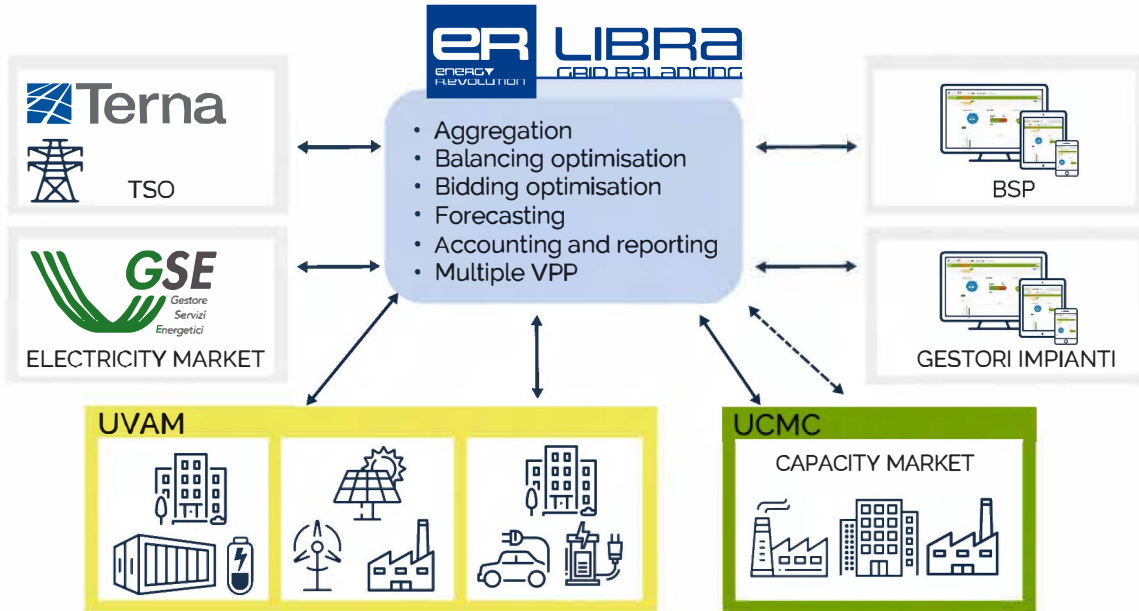 eR LIBRa
eNeRGY
R.EVOLUTION
GRID BALANCING
Terna
TSO
GSE
Gestore
Servizi
Energetici
ELECTRICITY MARKET
• Aggregation
• Balancing optimisation
• Bidding optimisation
• Forecasting
• Accounting and reporting
• Multiple VPP
BSP
GESTORI IMPIANTI
UVAM
UCMC
CAPACITY MARKET